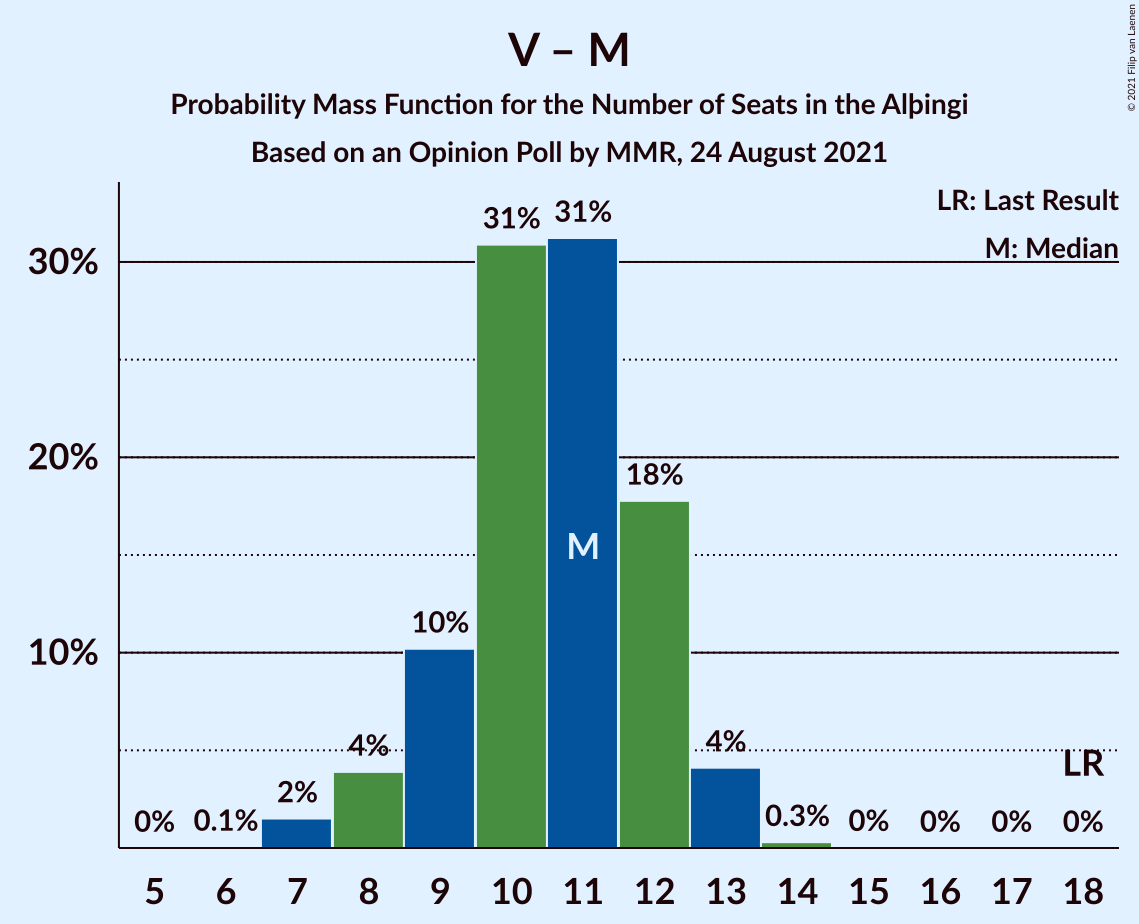 © 2021 Filip van Laenen
V – M
Probability Mass Function for the Number of Seats in the Alþingi
Based on an Opinion Poll by MMR, 24 August 2021
LR: Last Result
M: Median
31% 31%
30%
20%
18%
M
10%
10%
4% 4%
LR
2%
0% 0.1% 0.3% 0% 0% 0% 0%
5 6 7 8 9 10 11 12 13 14 15 16 17 18